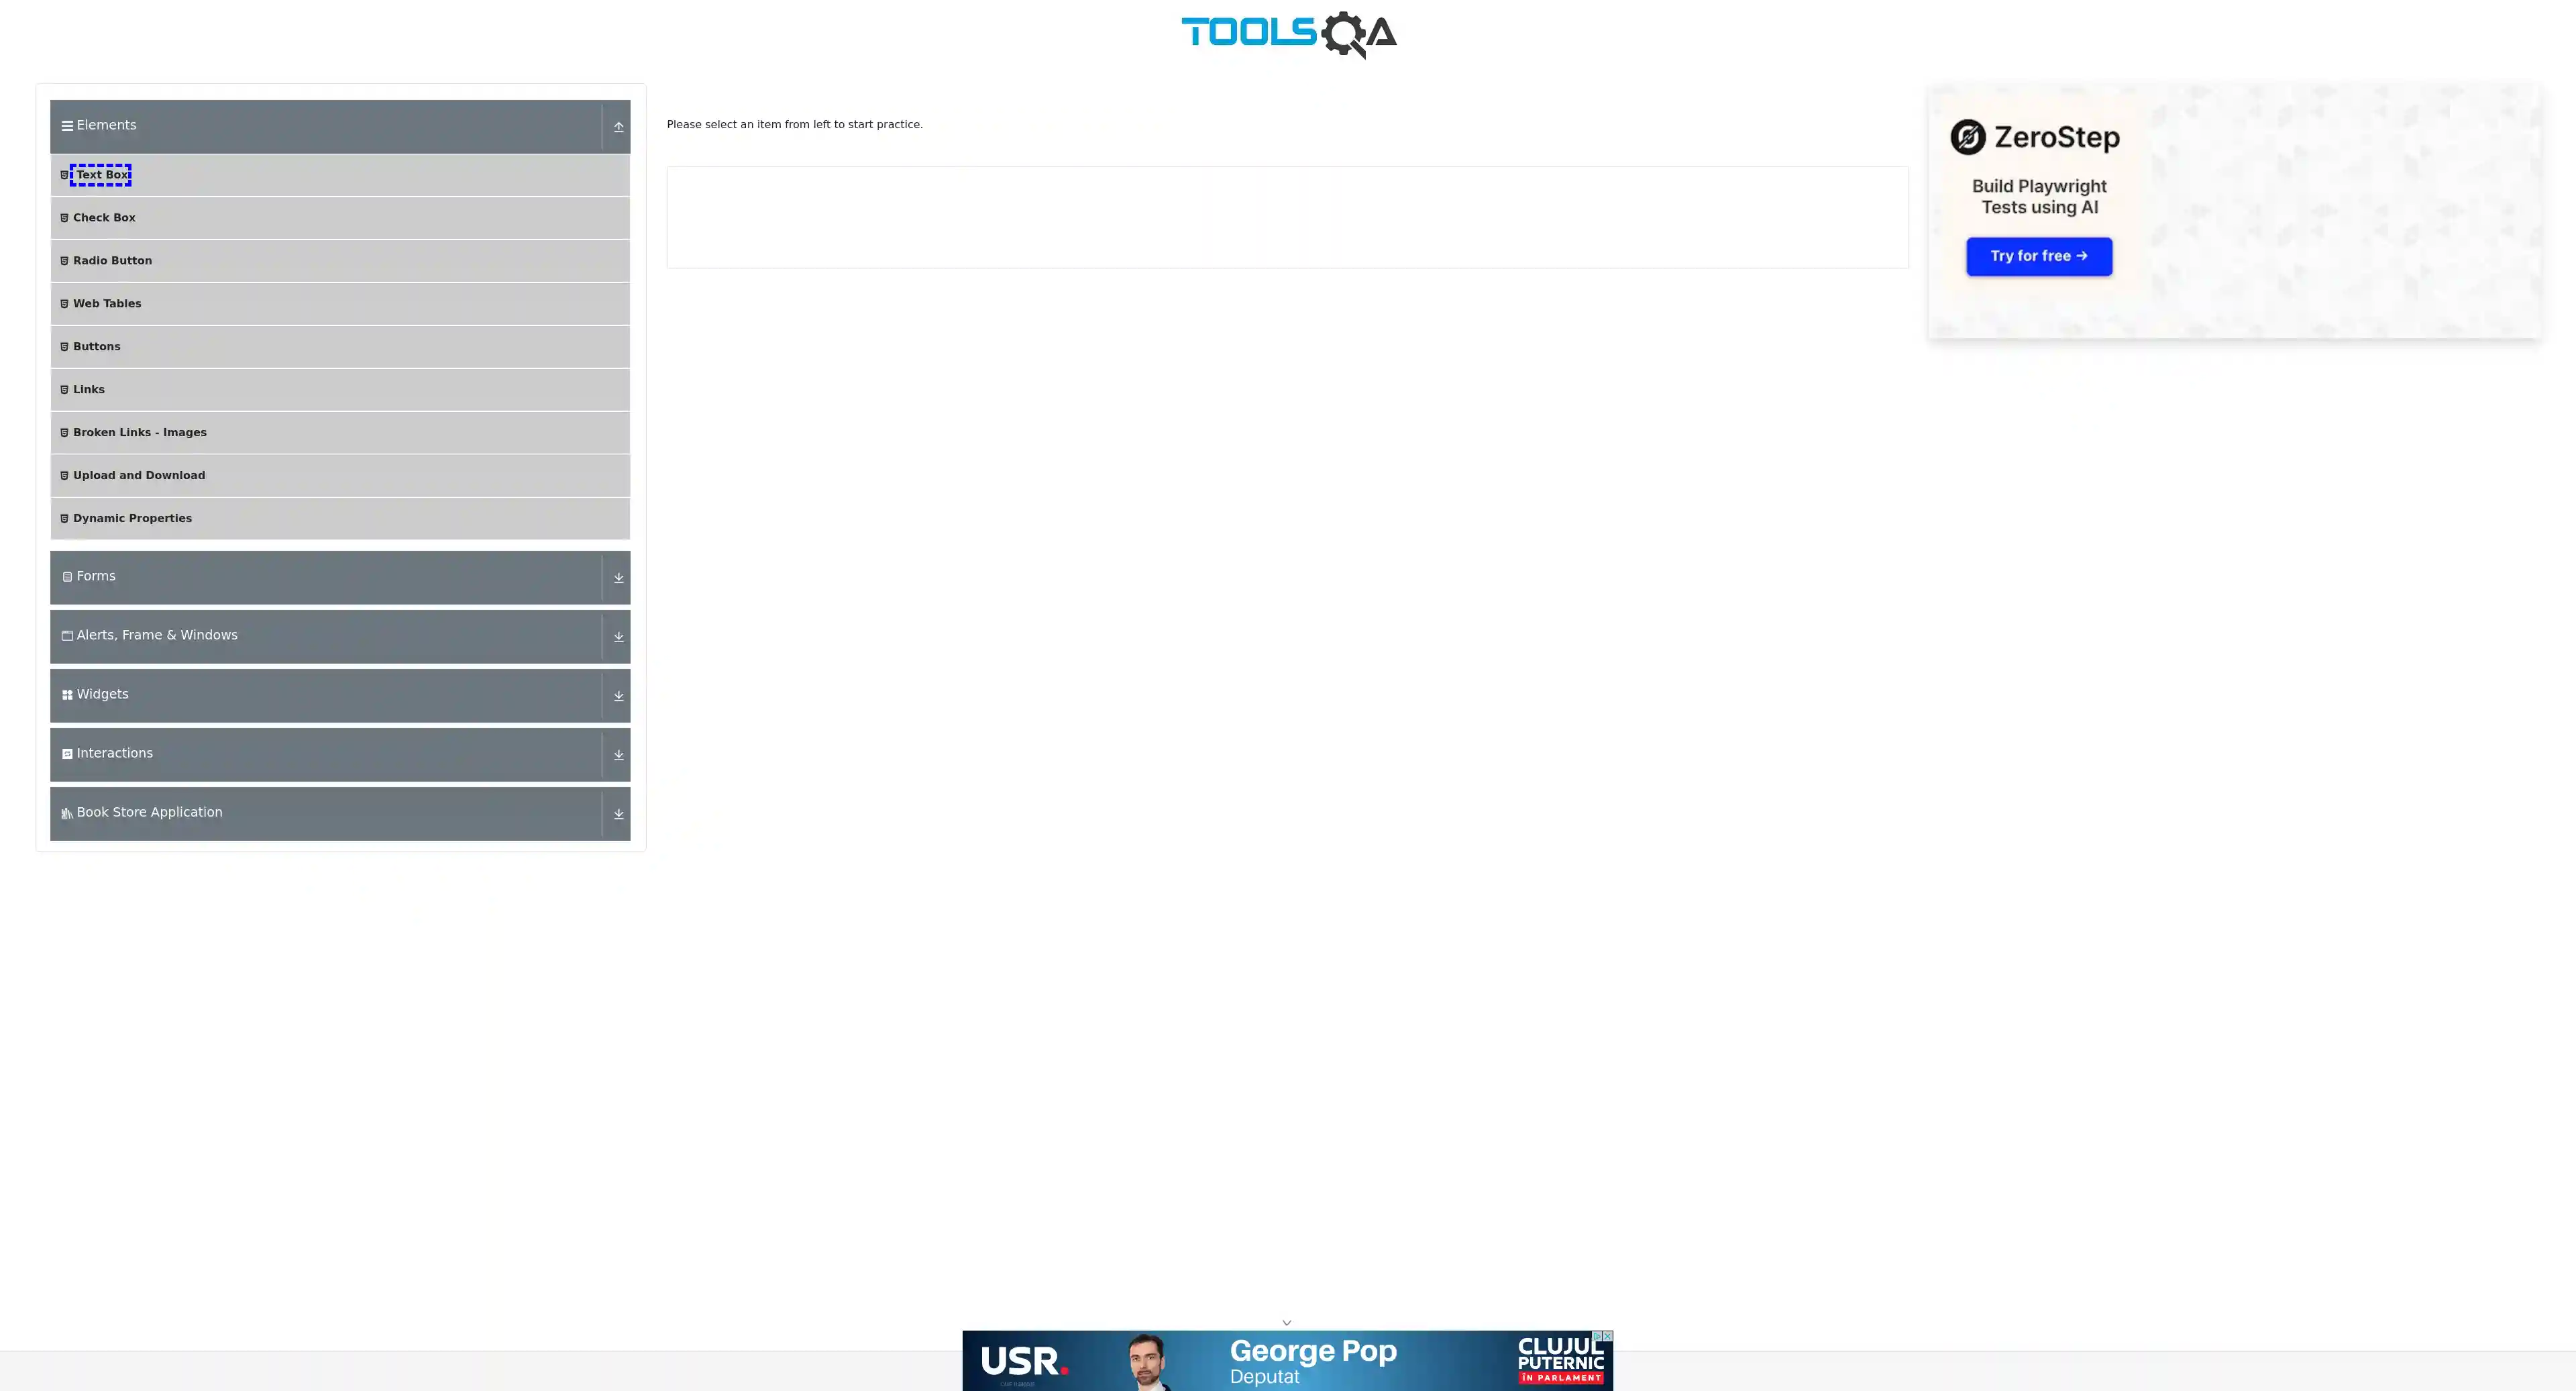 TOOLSQA
Elements
Text Box
Check Box
Radio Button
Web Tables
Buttons
Links
Broken Links - Images
Upload and Download
Dynamic Properties
Forms
Alerts, Frame & Windows
Widgets
Interactions
Book Store Application
Please select an item from left to start practice.
ZeroStep
Build Playwright
Tests using AI
Try for free →
USR.
George Pop
Deputat
CLUJUL
PUTERNIC
ÎN PARLAMENT